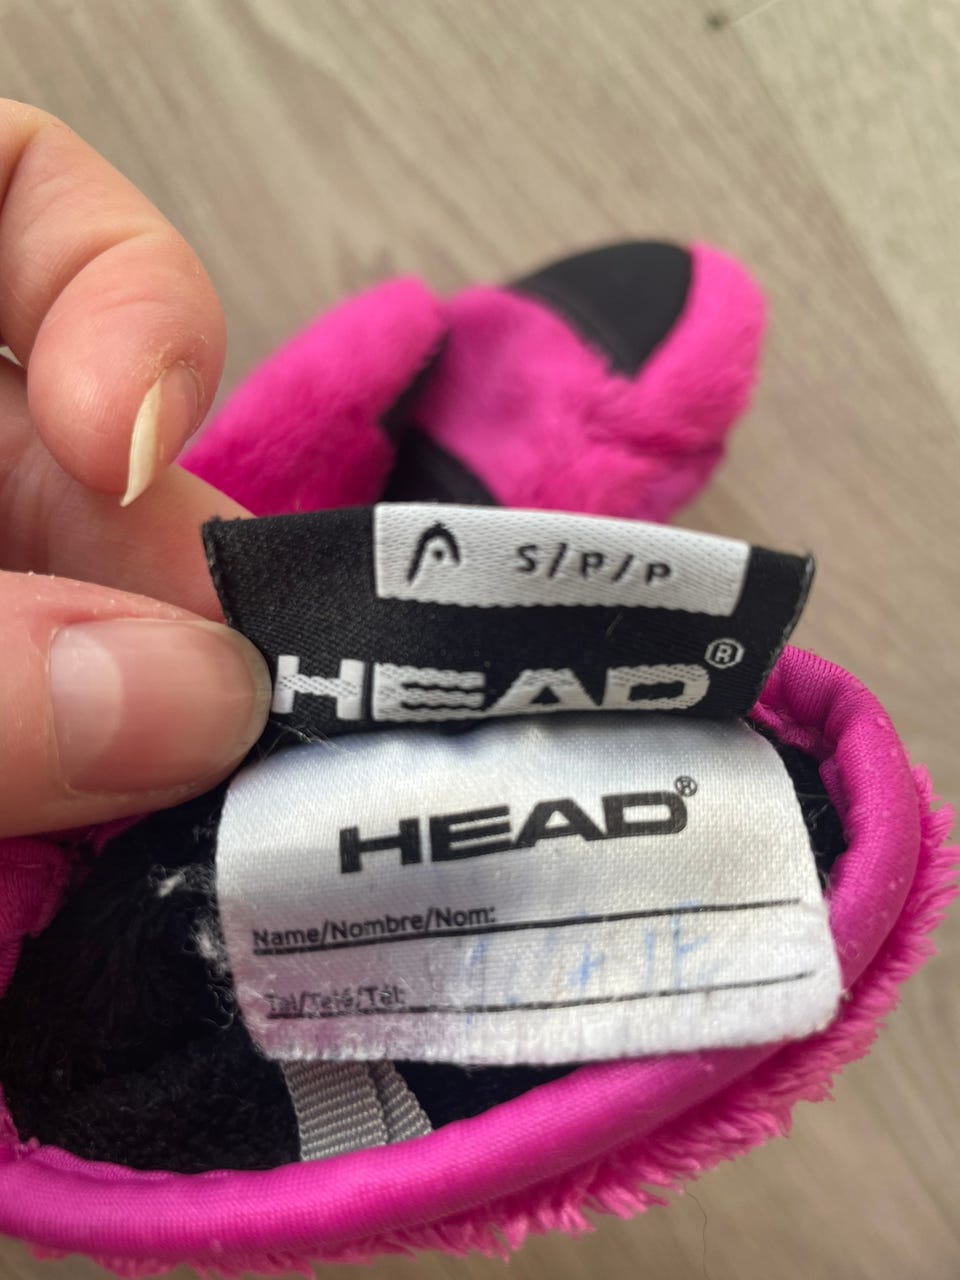 S/P/P
HEAD®
HEAD®
Name/Nombre/Nom:
Tel/Telé/Tél: